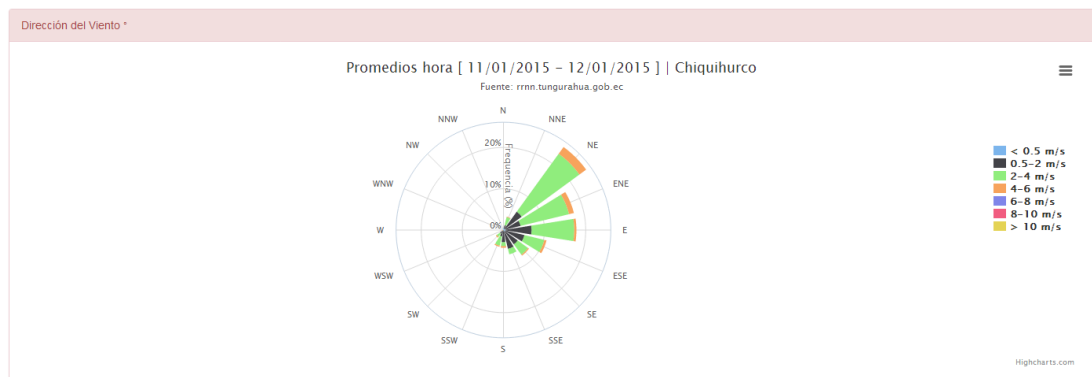 Dirección del Viento *
Promedios hora [ 11/01/2015 - 12/01/2015 ] | Chiquihurco
Fuente: rrnn.tungurahua.gob.ec
N
NNE
NE
ENE
E
ESE
SE
SSE
S
SSW
SW
WSW
W
WNW
NW
NNW
20%
10%
0%
Frequencia (%)
< 0.5 m/s
0.5-2 m/s
2-4 m/s
4-6 m/s
6-8 m/s
8-10 m/s
> 10 m/s
Highcharts.com